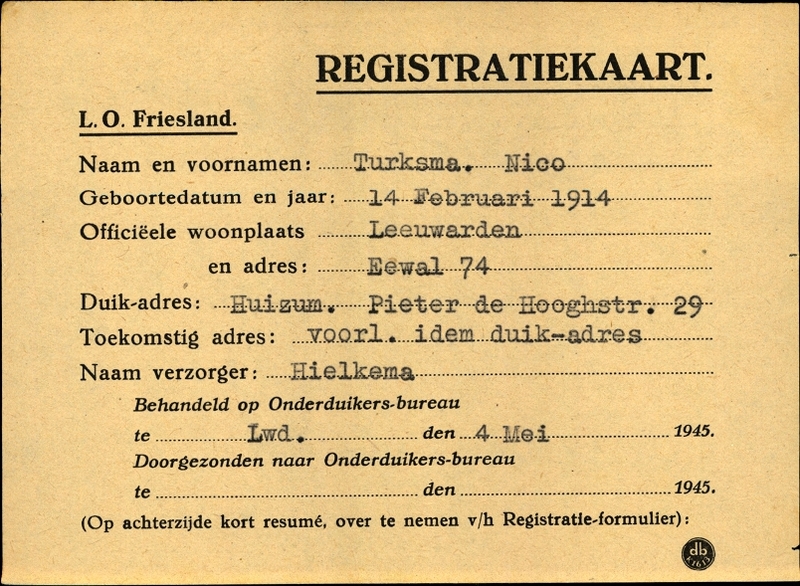 REGISTRATIEKAART.
L. O. Friesland.
Naam en voornamen: Turksma. Nico
Geboortedatum en jaar: 14 Februari 1914
Officiëele woonplaats Leeuwarden
en adres: Eewal 74
Duik-adres: Huizum. Pieter de Hooghstr. 29
Toekomstig adres: voorl. idem duik-adres
Naam verzorger: Hielkema
Behandeld op Onderduikers-bureau
te Lwd. den 4 Mei 1945.
Doorgezonden naar Onderduikers-bureau
te den 1945.
(Op achterzijde kort resumé, over te nemen v/h Registratie-formulier):
db
K 1613